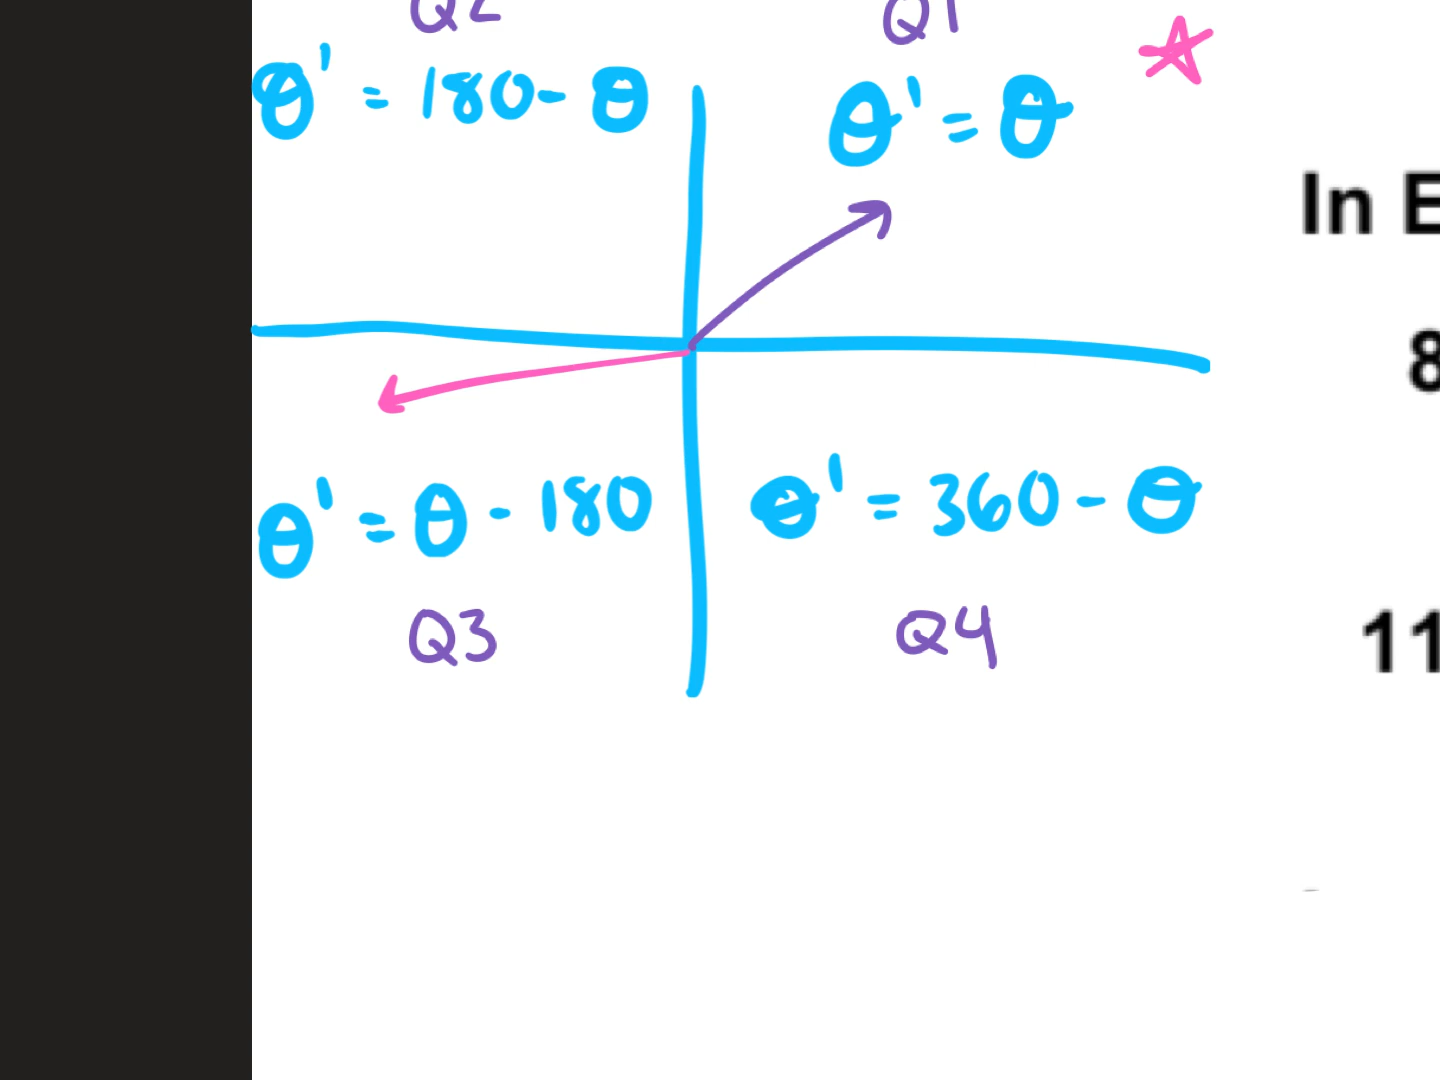 Q2
Q1
θ' = 180 - θ
θ' = θ
In E
8
θ' = θ - 180
θ' = 360 - θ
Q3
Q4
11